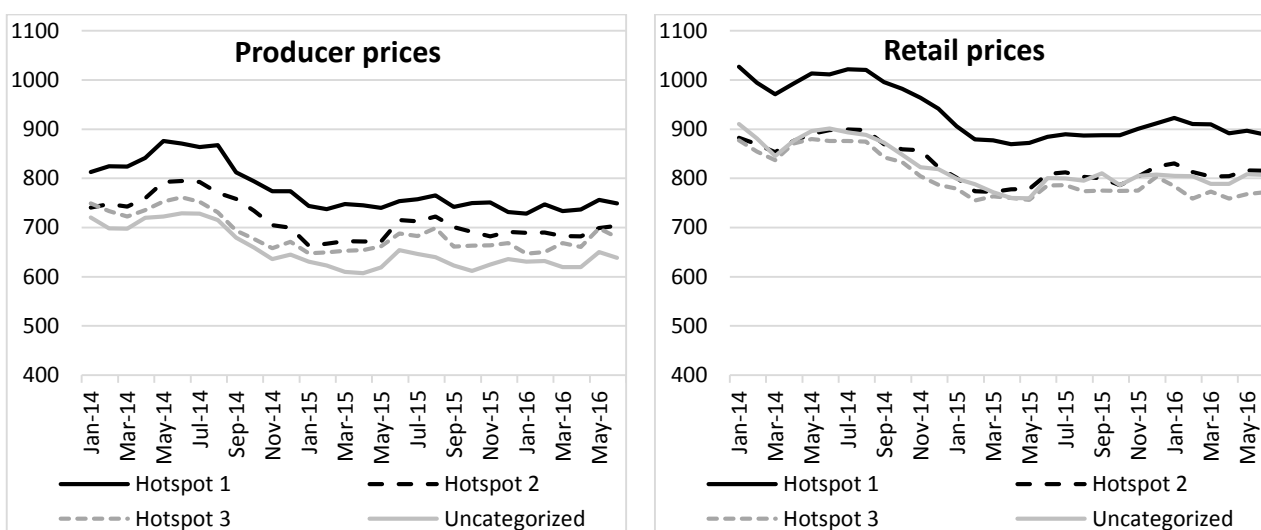 Producer prices
1100
1000
900
800
700
600
500
400
Jan-14
Mar-14
May-14
Jul-14
Sep-14
Nov-14
Jan-15
Mar-15
May-15
Jul-15
Sep-15
Nov-15
Jan-16
Mar-16
May-16
Hotspot 1 Hotspot 2
Hotspot 3 Uncategorized
Retail prices
1100
1000
900
800
700
600
500
400
Jan-14
Mar-14
May-14
Jul-14
Sep-14
Nov-14
Jan-15
Mar-15
May-15
Jul-15
Sep-15
Nov-15
Jan-16
Mar-16
May-16
Hotspot 1 Hotspot 2
Hotspot 3 Uncategorized